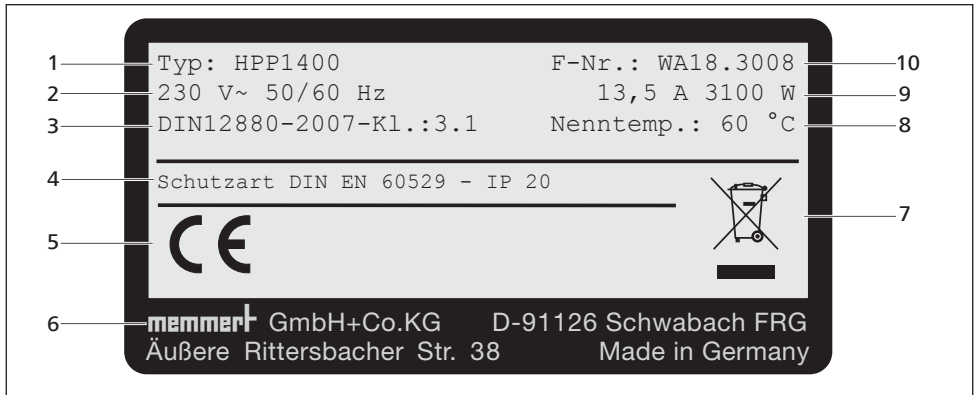 1 Typ: HPP1400 F-Nr.: WA18.3008 10
2 230 V~ 50/60 Hz 13,5 A 3100 W 9
3 DIN12880-2007-Kl.:3.1 Nenntemp.: 60 °C 8
4 Schutzart DIN EN 60529 - IP 20
7
5 CE
6 memmert GmbH+Co.KG D-91126 Schwabach FRG
Äußere Rittersbacher Str. 38 Made in Germany